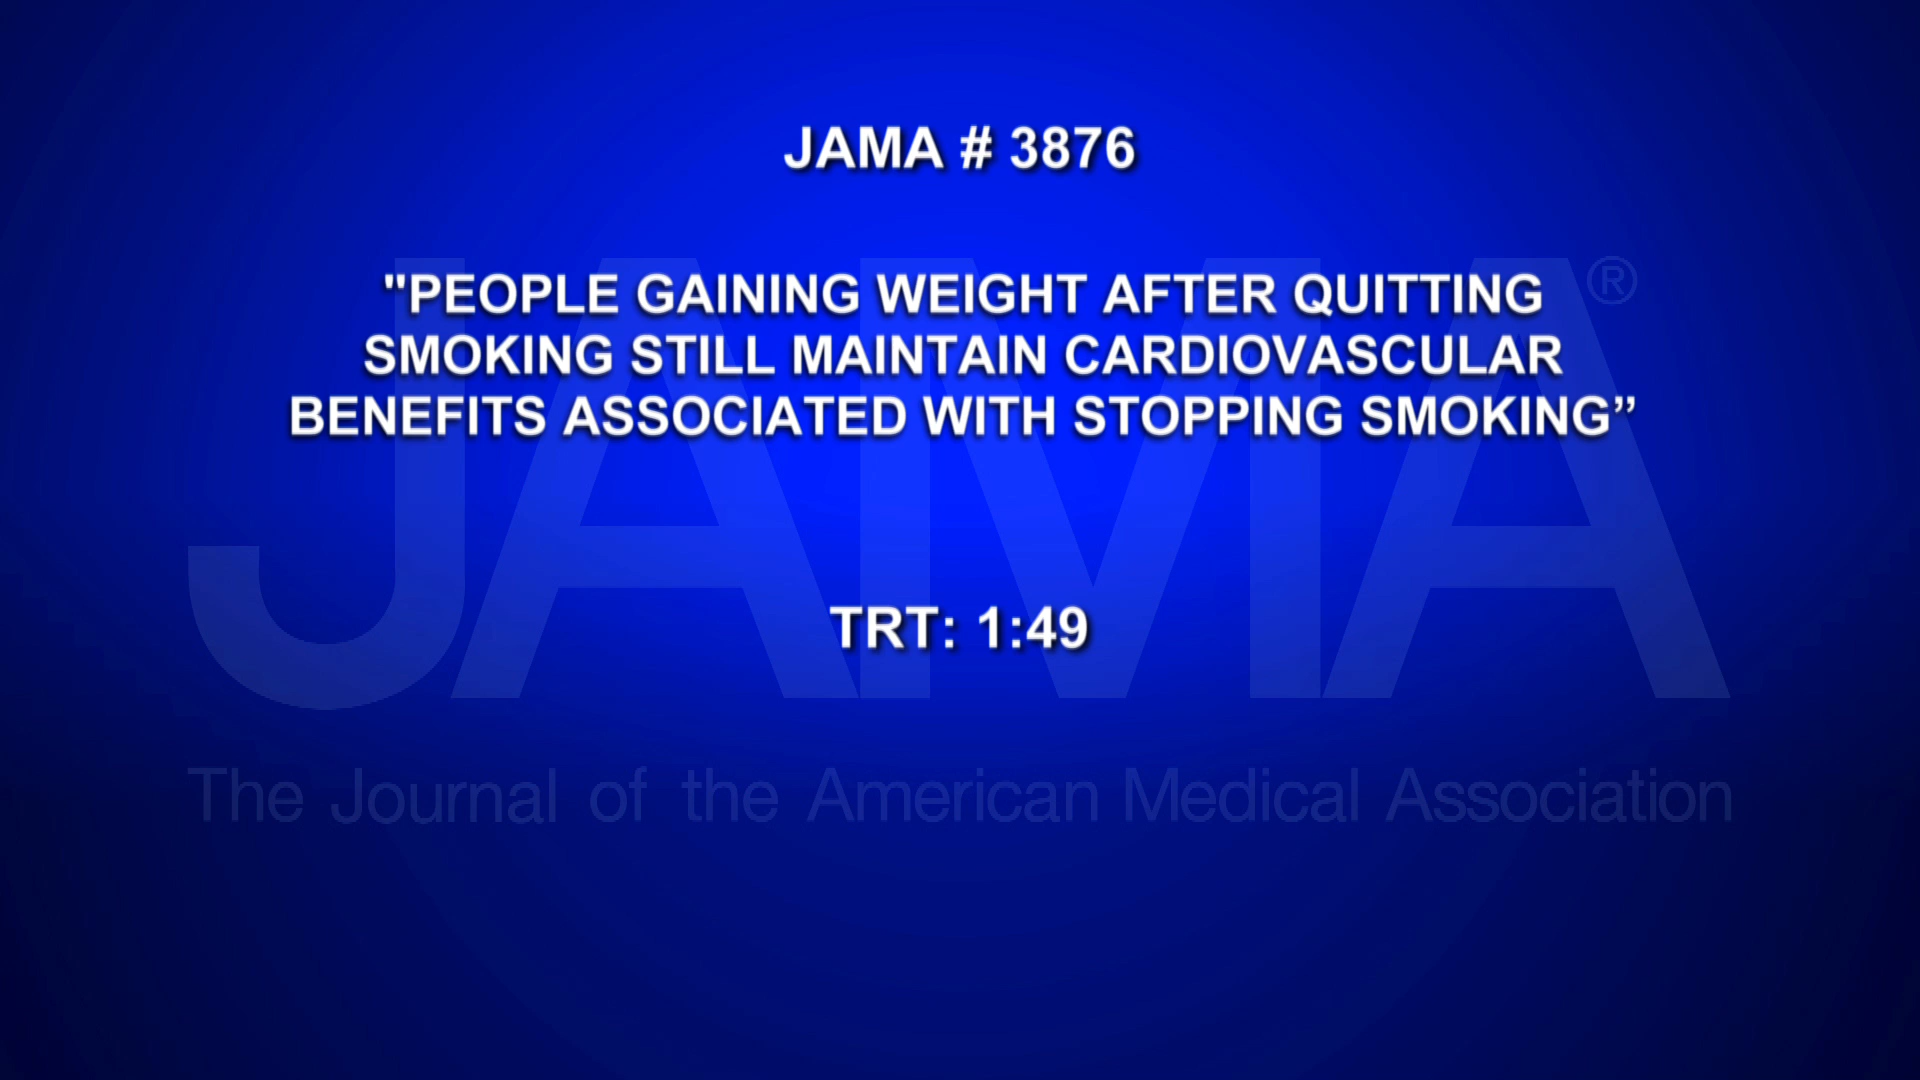 JAMA # 3876
"PEOPLE GAINING WEIGHT AFTER QUITTING
SMOKING STILL MAINTAIN CARDIOVASCULAR
BENEFITS ASSOCIATED WITH STOPPING SMOKING”
TRT: 1:49
JAMA®
The Journal of the American Medical Association